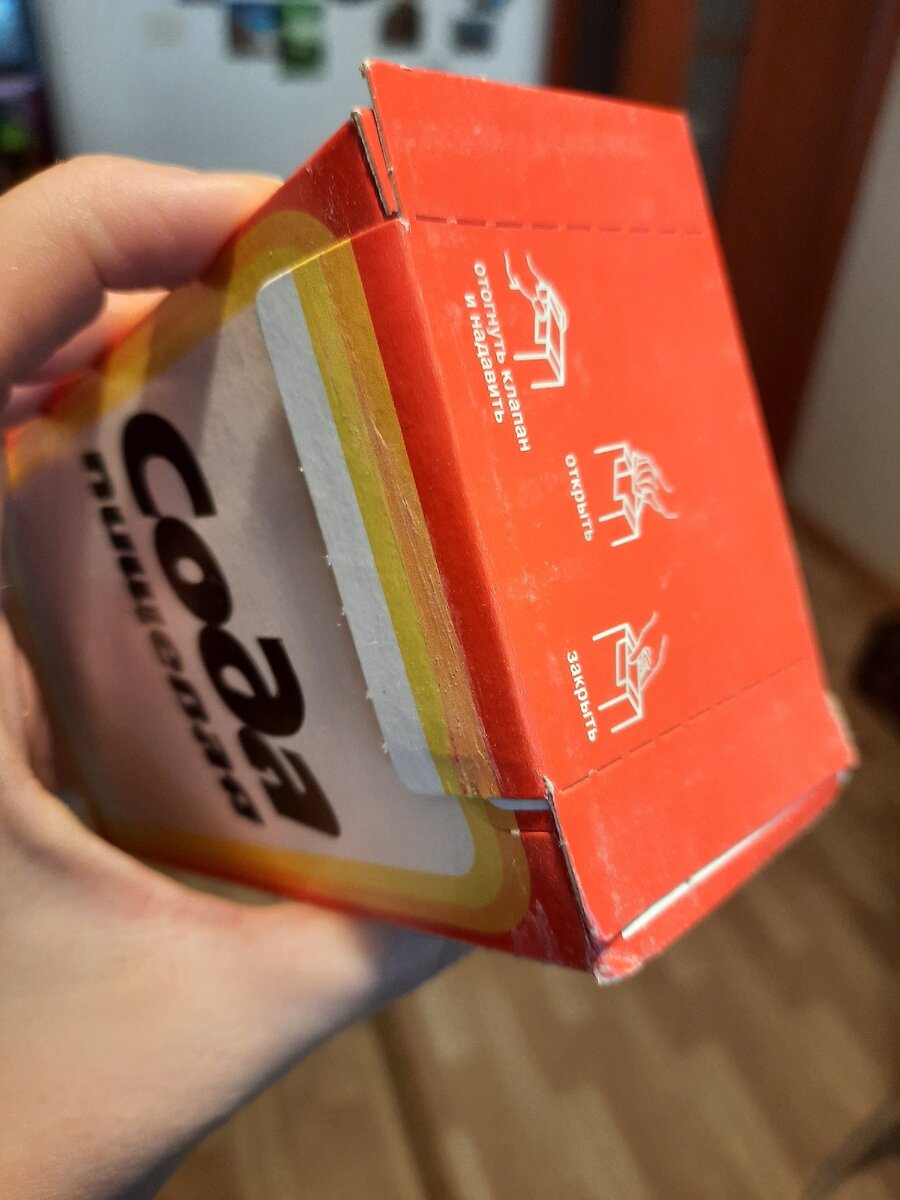 Сода
пищевая
отогнуть клапан
и надавить
открыть
закрыть